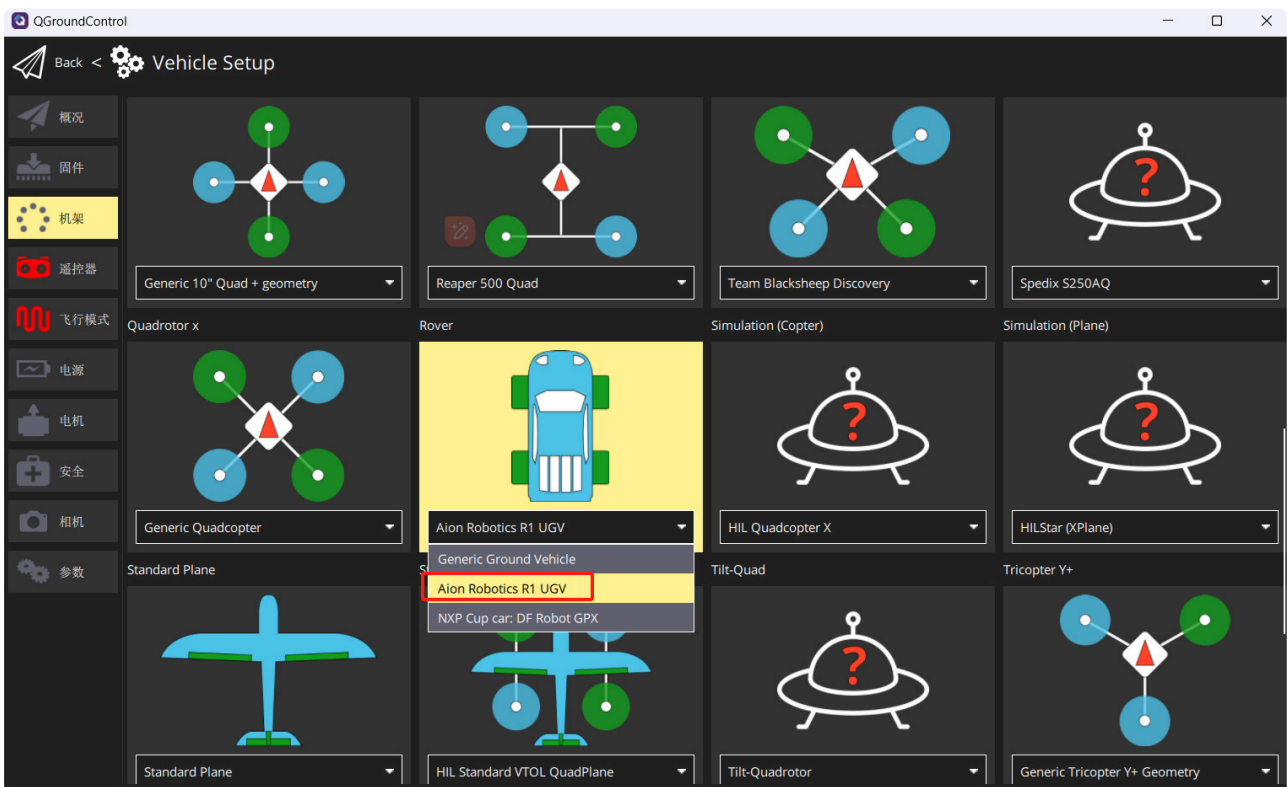 QGroundControl
Back < Vehicle Setup
概况
固件
机架
遥控器
飞行模式
电源
电机
安全
相机
参数
Generic 10" Quad + geometry
Reaper 500 Quad
Team Blacksheep Discovery
Spedix S250AQ
Quadrotor x
Rover
Simulation (Copter)
Simulation (Plane)
?
Generic Quadcopter
Aion Robotics R1 UGV
Generic Ground Vehicle
Aion Robotics R1 UGV
NXP Cup car: DF Robot GPX
HIL Quadcopter X
HILStar (XPlane)
Standard Plane
Tilt-Quad
Tricopter Y+
Standard Plane
HIL Standard VTOL QuadPlane
Tilt-Quadrotor
Generic Tricopter Y+ Geometry